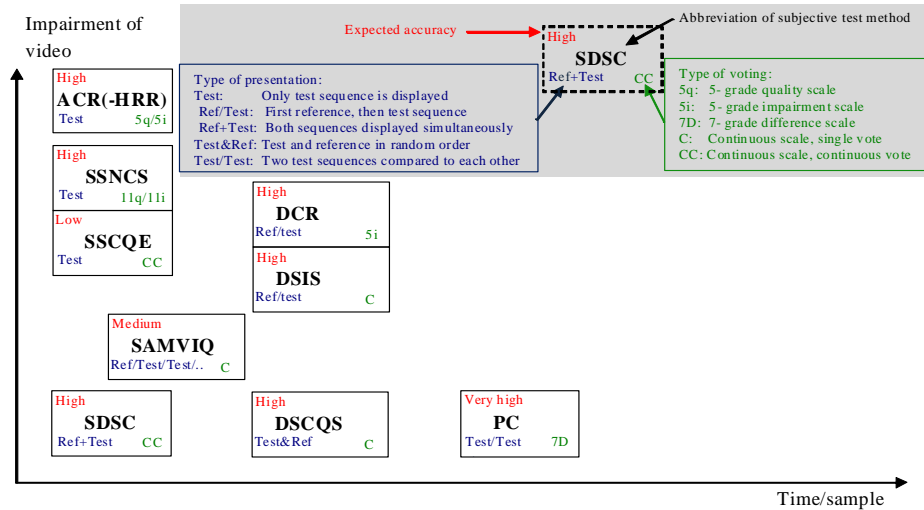 Impairment of
video
Expected accuracy
Abbreviation of subjective test method
High
SDSC
Ref+Test CC
Type of presentation:
Test: Only test sequence is displayed
Ref/Test: First reference, then test sequence
Ref+Test: Both sequences displayed simultaneously
Test&Ref: Test and reference in random order
Test/Test: Two test sequences compared to each other
Type of voting:
5q: 5- grade quality scale
5i: 5- grade impairment scale
7D: 7- grade difference scale
C: Continuous scale, single vote
CC: Continuous scale, continuous vote
High
ACR(-HRR)
Test 5q/5i
High
SSNCS
Test 11q/11i
Low
SSCQE
Test CC
High
DCR
Ref/test 5i
High
DSIS
Ref/test C
Medium
SAMVIQ
Ref/Test/Test/.. C
High
SDSC
Ref+Test CC
High
DSCQS
Test&Ref C
Very high
PC
Test/Test 7D
Time/sample